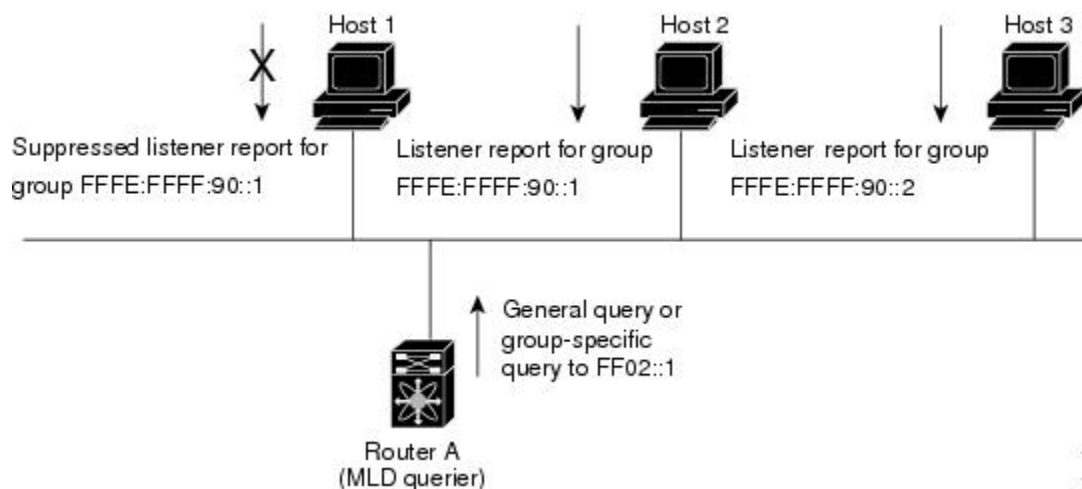 Host 1
Host 2
Host 3
X
Suppressed listener report for
group FFFE:FFFF:90::1
Listener report for group
FFFE:FFFF:90::1
Listener report for group
FFFE:FFFF:90::2
General query or
group-specific
query to FF02::1
Router A
(MLD querier)